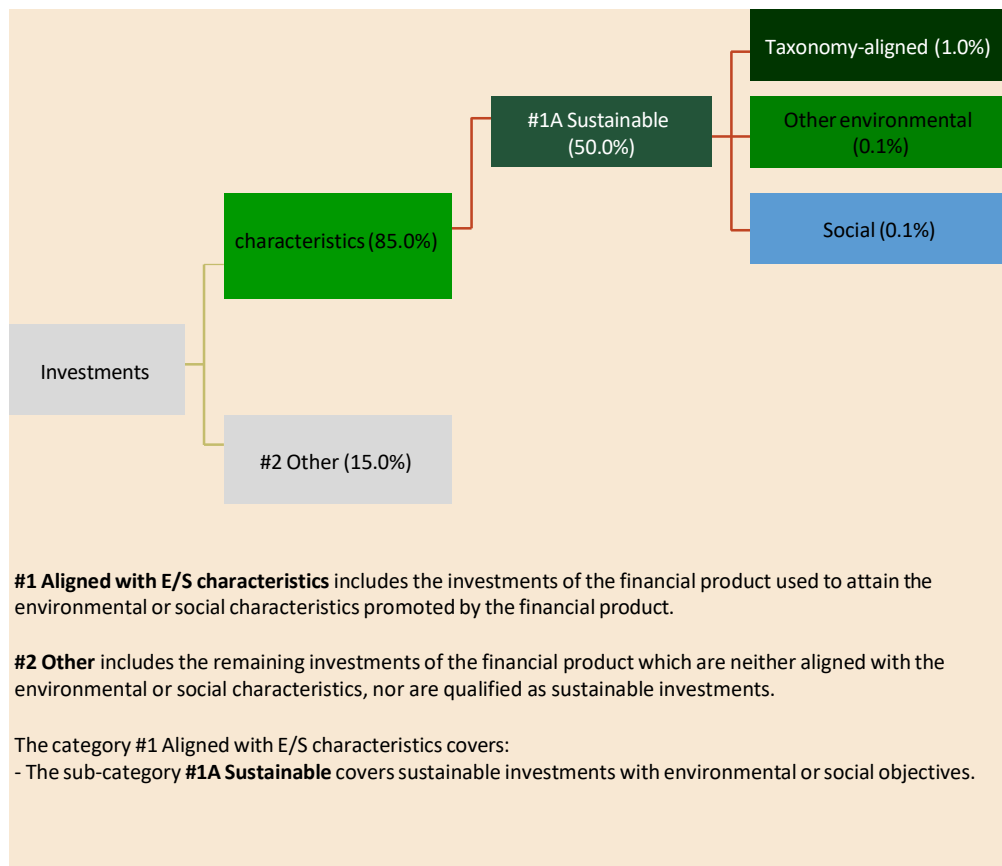 Taxonomy-aligned (1.0%)
#1A Sustainable
(50.0%)
Other environmental
(0.1%)
Social (0.1%)
characteristics (85.0%)
Investments
#2 Other (15.0%)
#1 Aligned with E/S characteristics includes the investments of the financial product used to attain the
environmental or social characteristics promoted by the financial product.
#2 Other includes the remaining investments of the financial product which are neither aligned with the
environmental or social characteristics, nor are qualified as sustainable investments.
The category #1 Aligned with E/S characteristics covers:
- The sub-category #1A Sustainable covers sustainable investments with environmental or social objectives.